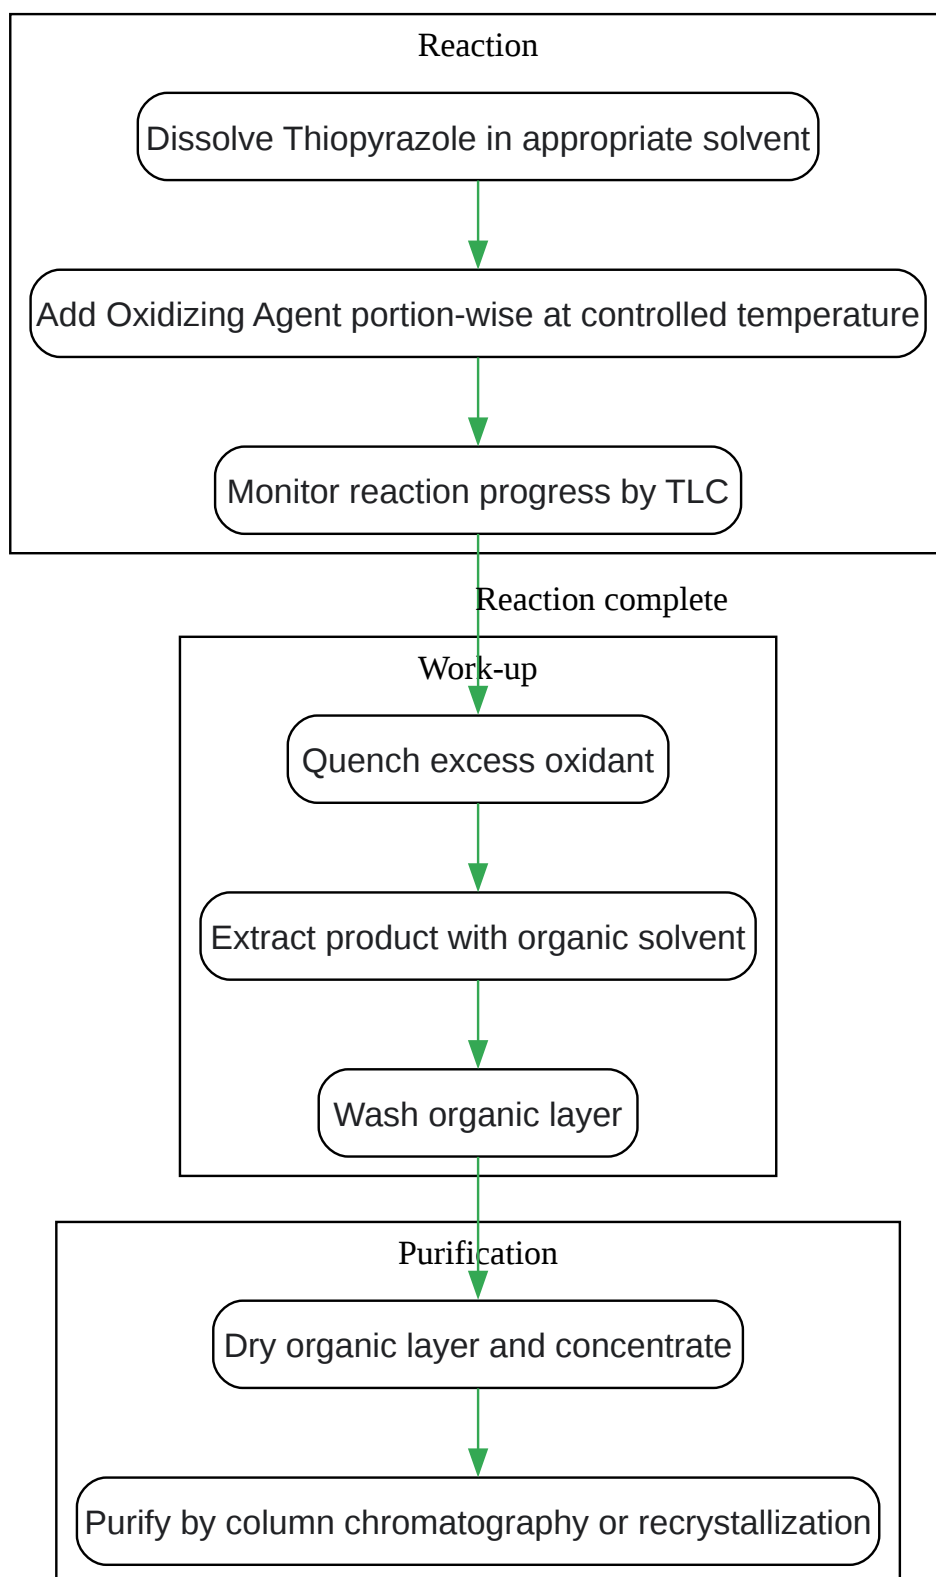 Reaction
Dissolve Thiopyrazole in appropriate solvent
Add Oxidizing Agent portion-wise at controlled temperature
Monitor reaction progress by TLC
Reaction complete
Work-up
Quench excess oxidant
Extract product with organic solvent
Wash organic layer
Purification
Dry organic layer and concentrate
Purify by column chromatography or recrystallization